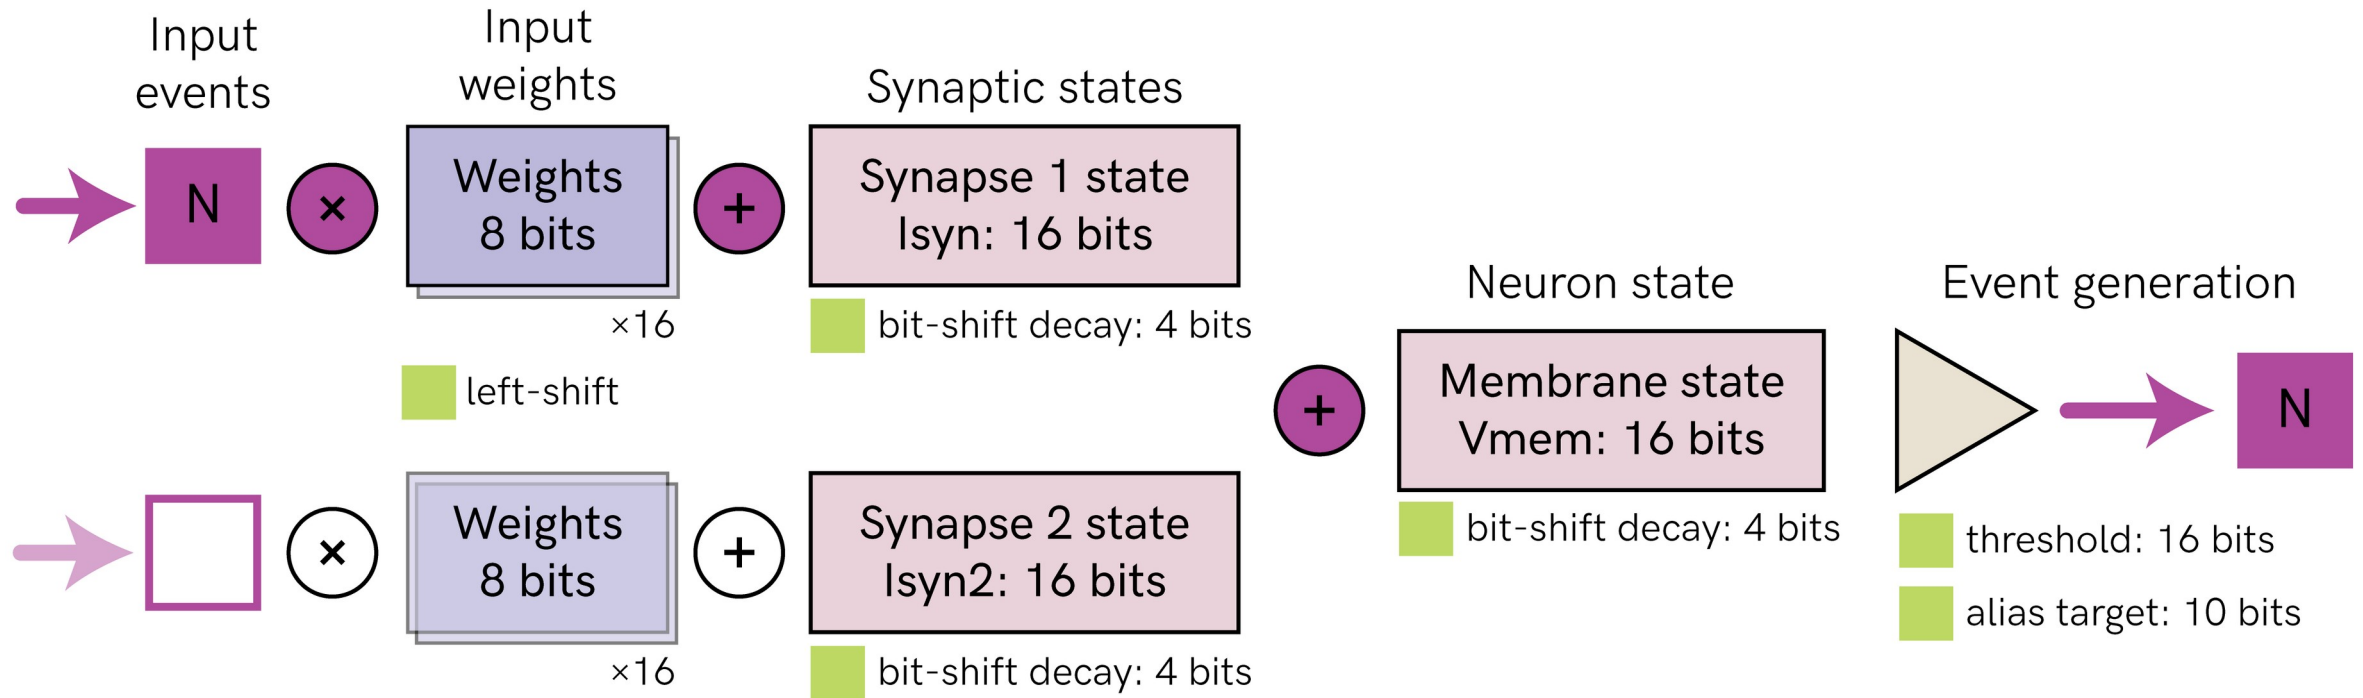 Input
events
Input
weights
Synaptic states
N
×
Weights
8 bits
+
Synapse 1 state
Isyn: 16 bits
×16
bit-shift decay: 4 bits
left-shift
×
Weights
8 bits
+
Synapse 2 state
Isyn2: 16 bits
×16
bit-shift decay: 4 bits
Neuron state
+
Membrane state
Vmem: 16 bits
bit-shift decay: 4 bits
Event generation
N
threshold: 16 bits
alias target: 10 bits